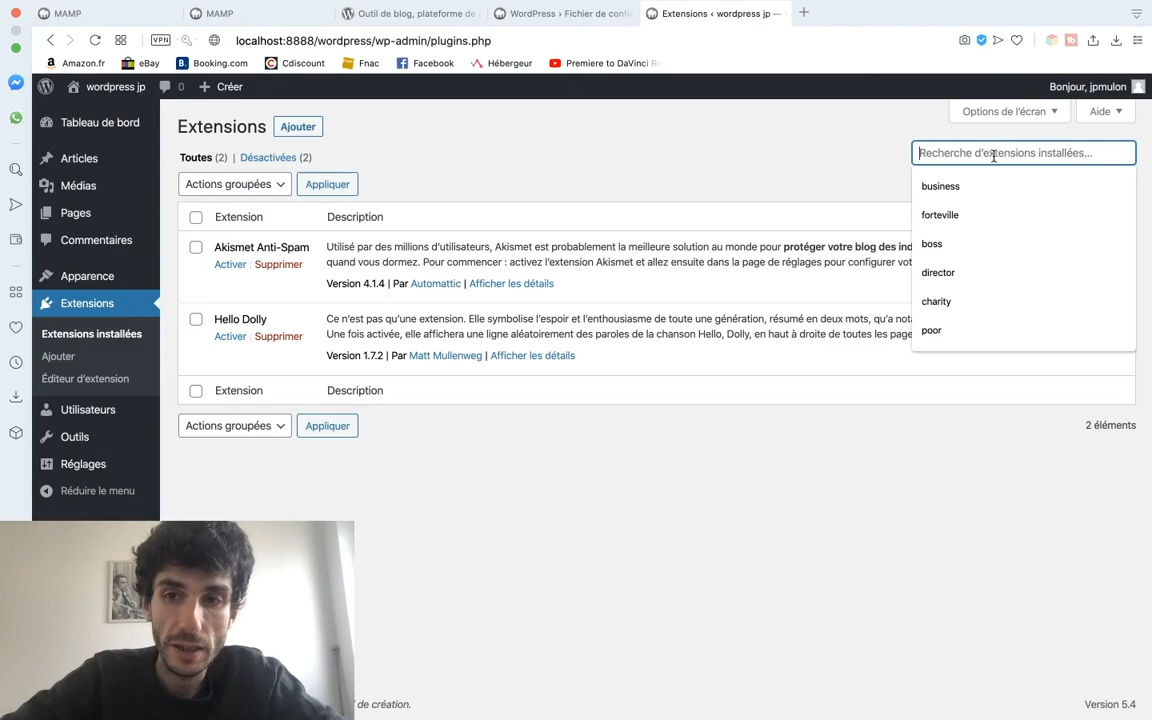 MAMP
MAMP
Outil de blog, plateforme de
WordPress › Fichier de config
Extensions ‹ wordpress jp —
VPN
localhost:8888/wordpress/wp-admin/plugins.php
Amazon.fr
eBay
Booking.com
Cdiscount
Fnac
Facebook
Hébergeur
Premiere to DaVinci Re
wordpress jp
0
Créer
Bonjour, jpmulon
Tableau de bord
Articles
Médias
Pages
Commentaires
Apparence
Extensions
Extensions installées
Ajouter
Éditeur d'extension
Utilisateurs
Outils
Réglages
Réduire le menu
Options de l'écran
Aide
Extensions
Ajouter
Toutes (2) | Désactivées (2)
Recherche d'extensions installées...
business
forteville
boss
director
charity
poor
Actions groupées
Appliquer
Extension
Description
Akismet Anti-Spam
Activer | Supprimer
Utilisé par des millions d'utilisateurs, Akismet est probablement la meilleure solution au monde pour protéger votre blog des ind
quand vous dormez. Pour commencer : activez l'extension Akismet et allez ensuite dans la page de réglages pour configurer vot
Version 4.1.4 | Par Automattic | Afficher les détails
Hello Dolly
Activer | Supprimer
Ce n'est pas qu'une extension. Elle symbolise l'espoir et l'enthousiasme de toute une génération, résumé en deux mots, qu'a nota
Une fois activée, elle affichera une ligne aléatoirement des paroles de la chanson Hello, Dolly, en haut à droite de toutes les page
Version 1.7.2 | Par Matt Mullenweg | Afficher les détails
Extension
Description
Actions groupées
Appliquer
2 éléments
de création.
Version 5.4